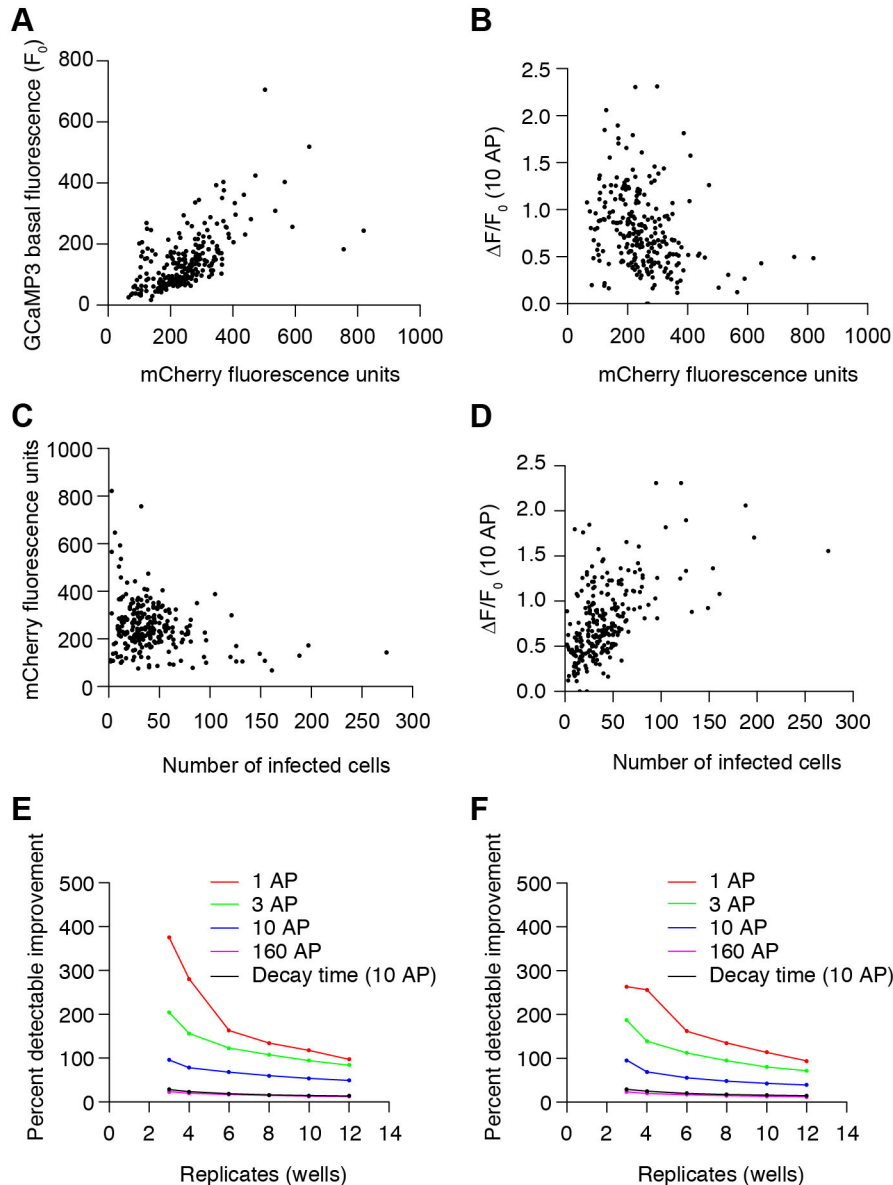 A
GCaMP3 basal fluorescence (F₀)
800
600
400
200
0
0 200 400 600 800 1000
mCherry fluorescence units
B
ΔF/F₀ (10 AP)
2.5
2.0
1.5
1.0
0.5
0.0
0 200 400 600 800 1000
mCherry fluorescence units
C
mCherry fluorescence units
1000
800
600
400
200
0
0 50 100 150 200 250 300
Number of infected cells
D
ΔF/F₀ (10 AP)
2.5
2.0
1.5
1.0
0.5
0.0
0 50 100 150 200 250 300
Number of infected cells
E
Percent detectable improvement
500
400
300
200
100
0
1 AP
3 AP
10 AP
160 AP
Decay time (10 AP)
0 2 4 6 8 10 12 14
Replicates (wells)
F
Percent detectable improvement
500
400
300
200
100
0
1 AP
3 AP
10 AP
160 AP
Decay time (10 AP)
0 2 4 6 8 10 12 14
Replicates (wells)